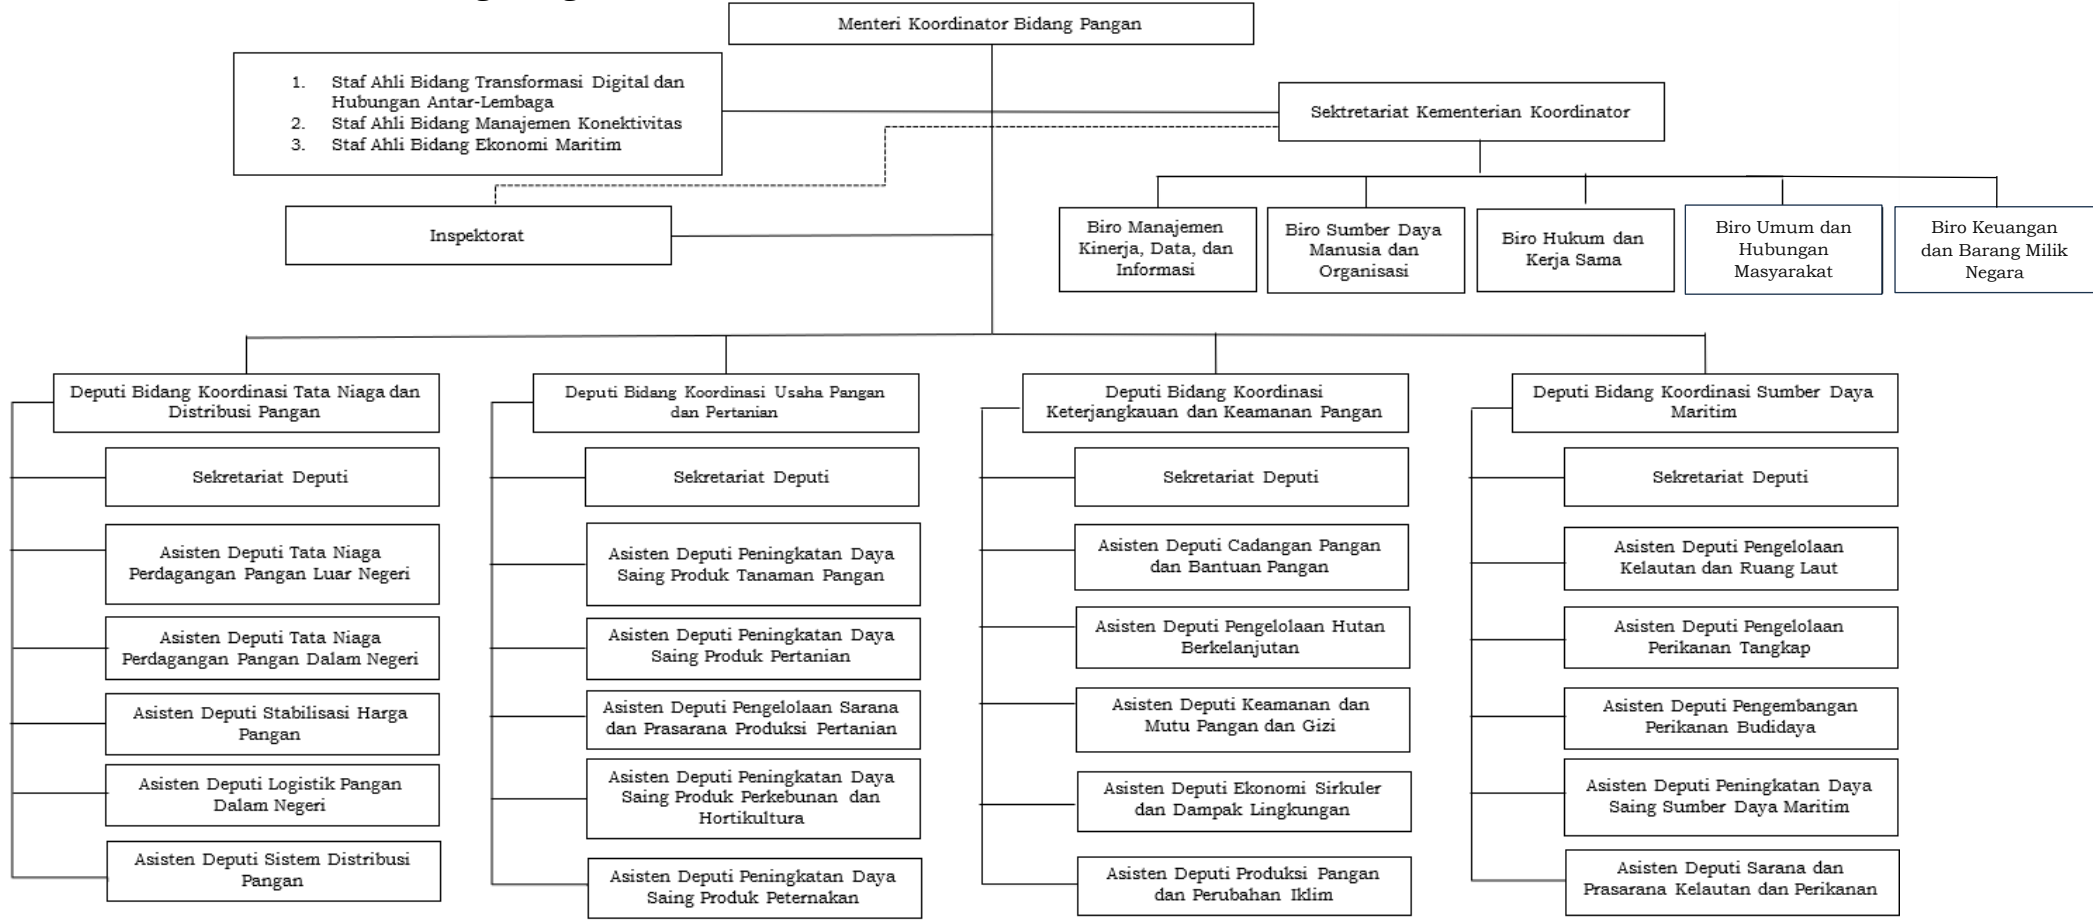 Menteri Koordinator Bidang Pangan
1. Staf Ahli Bidang Transformasi Digital dan
Hubungan Antar-Lembaga
2. Staf Ahli Bidang Manajemen Konektivitas
3. Staf Ahli Bidang Ekonomi Maritim
Sektretariat Kementerian Koordinator
Inspektorat
Biro Manajemen
Kinerja, Data, dan
Informasi
Biro Sumber Daya
Manusia dan
Organisasi
Biro Hukum dan
Kerja Sama
Biro Umum dan
Hubungan
Masyarakat
Biro Keuangan
dan Barang Milik
Negara
Deputi Bidang Koordinasi Tata Niaga dan
Distribusi Pangan
Sekretariat Deputi
Asisten Deputi Tata Niaga
Perdagangan Pangan Luar Negeri
Asisten Deputi Tata Niaga
Perdagangan Pangan Dalam Negeri
Asisten Deputi Stabilisasi Harga
Pangan
Asisten Deputi Logistik Pangan
Dalam Negeri
Asisten Deputi Sistem Distribusi
Pangan
Deputi Bidang Koordinasi Usaha Pangan
dan Pertanian
Sekretariat Deputi
Asisten Deputi Peningkatan Daya
Saing Produk Tanaman Pangan
Asisten Deputi Peningkatan Daya
Saing Produk Pertanian
Asisten Deputi Pengelolaan Sarana
dan Prasarana Produksi Pertanian
Asisten Deputi Peningkatan Daya
Saing Produk Perkebunan dan
Hortikultura
Asisten Deputi Peningkatan Daya
Saing Produk Peternakan
Deputi Bidang Koordinasi
Keterjangkauan dan Keamanan Pangan
Sekretariat Deputi
Asisten Deputi Cadangan Pangan
dan Bantuan Pangan
Asisten Deputi Pengelolaan Hutan
Berkelanjutan
Asisten Deputi Keamanan dan
Mutu Pangan dan Gizi
Asisten Deputi Ekonomi Sirkuler
dan Dampak Lingkungan
Asisten Deputi Produksi Pangan
dan Perubahan Iklim
Deputi Bidang Koordinasi Sumber Daya
Maritim
Sekretariat Deputi
Asisten Deputi Pengelolaan
Kelautan dan Ruang Laut
Asisten Deputi Pengelolaan
Perikanan Tangkap
Asisten Deputi Pengembangan
Perikanan Budidaya
Asisten Deputi Peningkatan Daya
Saing Sumber Daya Maritim
Asisten Deputi Sarana dan
Prasarana Kelautan dan Perikanan